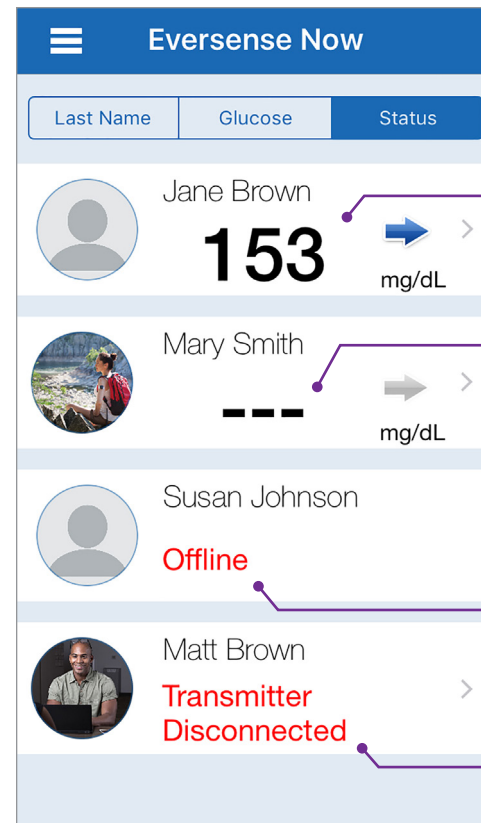 Eversense Now
Last Name Glucose Status
Jane Brown
153
mg/dL
Mary Smith
---
mg/dL
Susan Johnson
Offline
Matt Brown
Transmitter
Disconnected